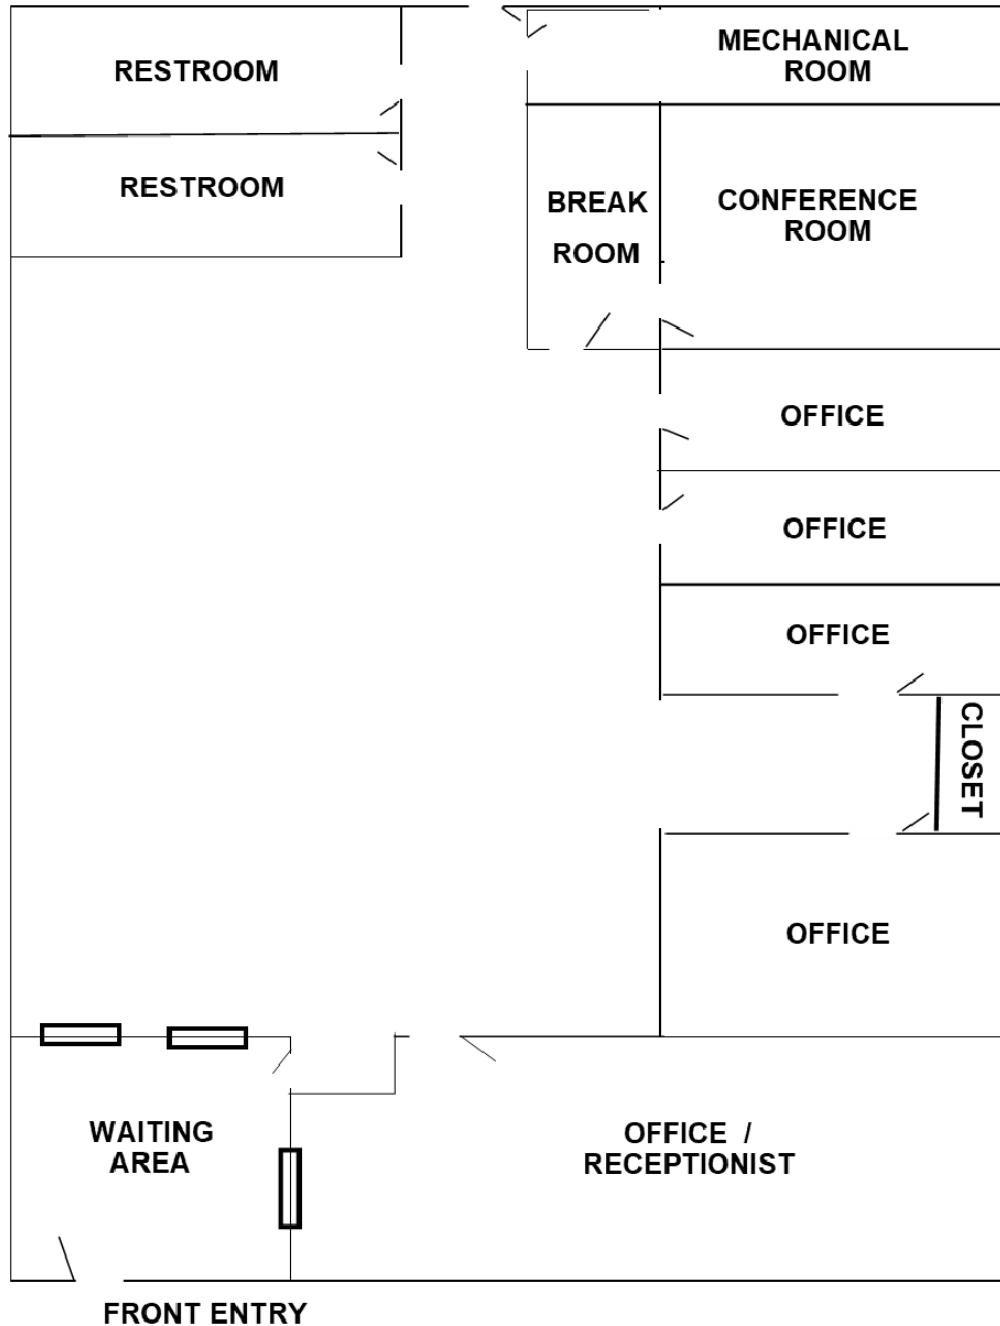 RESTROOM
MECHANICAL
ROOM
RESTROOM
BREAK
ROOM
CONFERENCE
ROOM
OFFICE
OFFICE
OFFICE
CLOSET
OFFICE
WAITING
AREA
OFFICE /
RECEPTIONIST
FRONT ENTRY